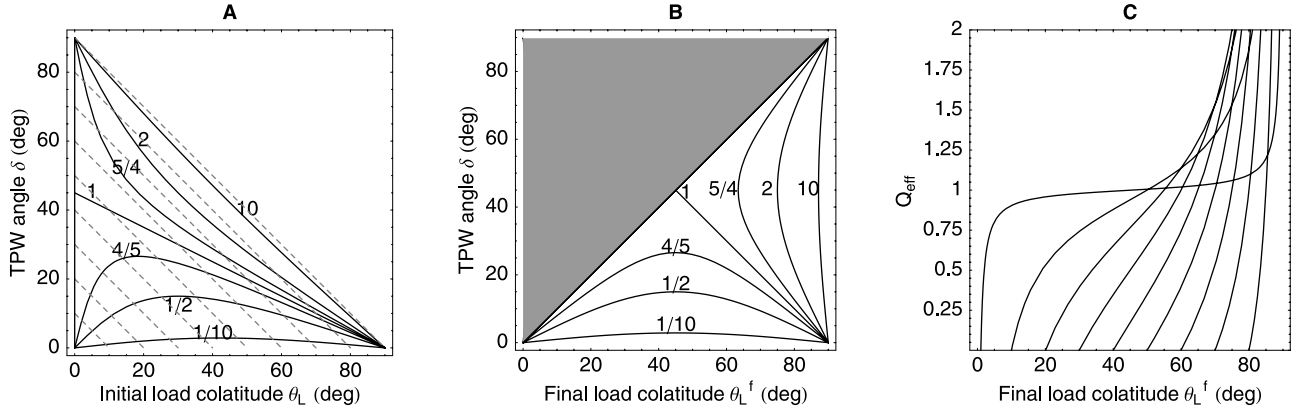 A
TPW angle δ (deg)
80
60
40
20
0
10
2
5/4
1
4/5
1/2
1/10
0 20 40 60 80
Initial load colatitude θL (deg)
B
TPW angle δ (deg)
80
60
40
20
0
1
5/4
2
10
4/5
1/2
1/10
0 20 40 60 80
Final load colatitude θL^f (deg)
C
Qeff
2
1.75
1.5
1.25
1
0.75
0.5
0.25
0 20 40 60 80
Final load colatitude θL^f (deg)